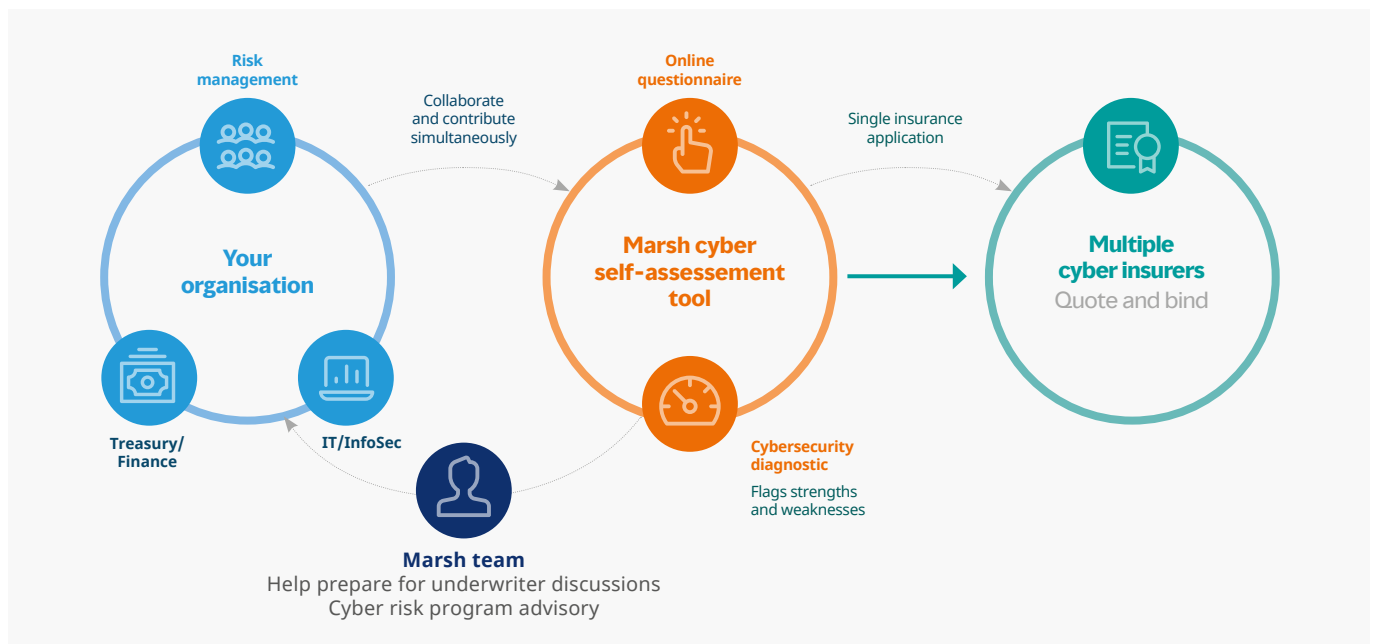 Risk
management
Your
organisation
Treasury/
Finance
IT/InfoSec
Collaborate
and contribute
simultaneously
Online
questionnaire
Marsh cyber
self-assessement
tool
Cybersecurity
diagnostic
Flags strengths
and weaknesses
Marsh team
Help prepare for underwriter discussions
Cyber risk program advisory
Single insurance
application
Multiple
cyber insurers
Quote and bind